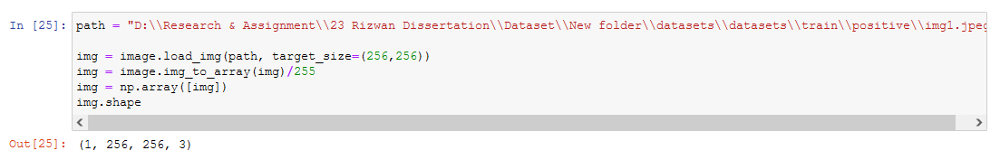 In [25]: path = "D:\\Research & Assignment\\23 Rizwan Dissertation\\Dataset\\New folder\\datasets\\datasets\\train\\positive\\img1.jpeg
img = image.load_img(path, target_size=(256,256))
img = image.img_to_array(img)/255
img = np.array([img])
img.shape
Out[25]: (1, 256, 256, 3)